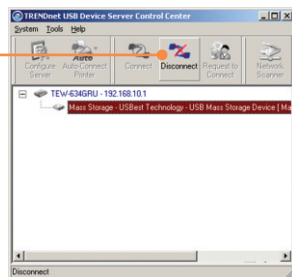 TRENDnet USB Device Server Control Center
System Tools Help
Configure Server
Auto-Connect Printer
Connect
Disconnect
Request to Connect
Network Scanner
TEW-634GRU - 192.168.10.1
Mass Storage - USBest Technology - USB Mass Storage Device [ Ma
Disconnect